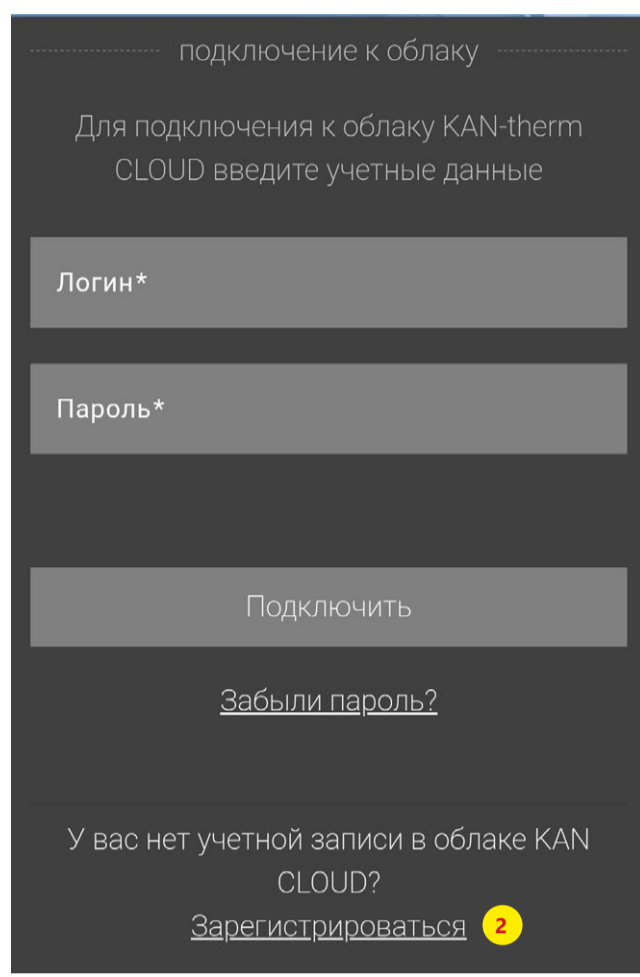 подключение к облаку
Для подключения к облаку KAN-therm
CLOUD введите учетные данные
Логин*
Пароль*
Подключить
Забыли пароль?
У вас нет учетной записи в облаке KAN
CLOUD?
Зарегистрироваться 2